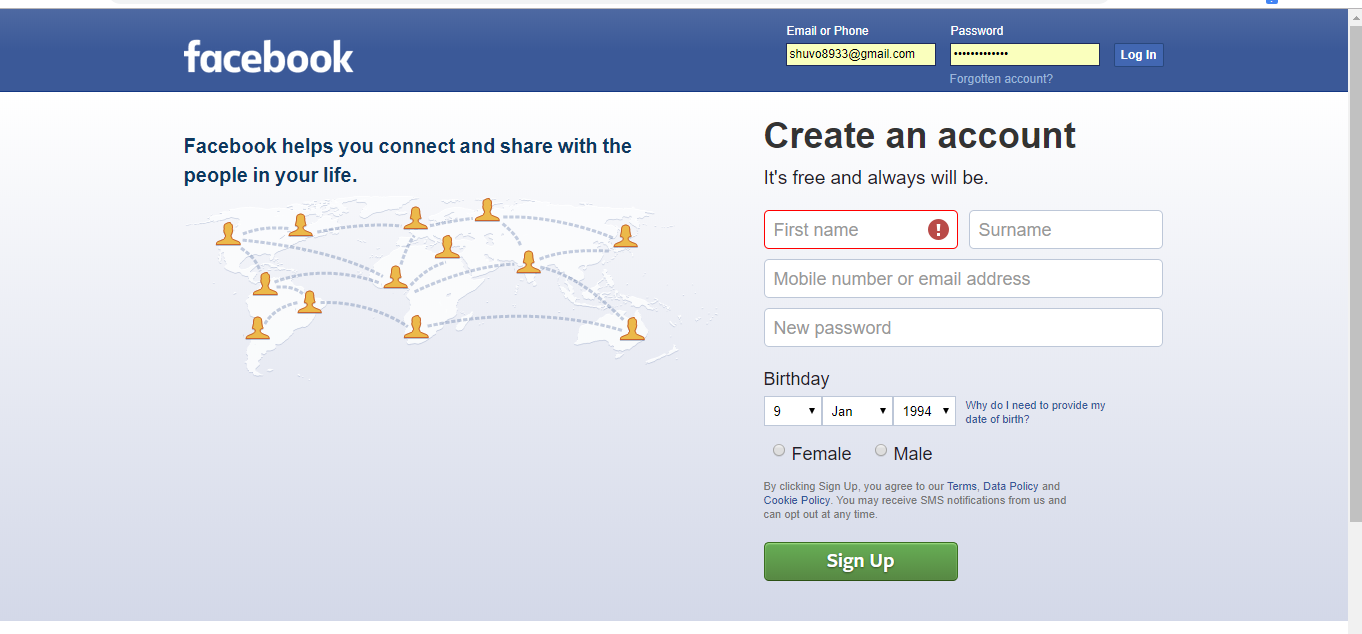 facebook
Email or Phone
Password
shuvo8933@gmail.com
•••••••••••••
Log In
Forgotten account?
Facebook helps you connect and share with the
people in your life.
Create an account
It's free and always will be.
First name
Surname
Mobile number or email address
New password
Birthday
9
Jan
1994
Why do I need to provide my
date of birth?
Female
Male
By clicking Sign Up, you agree to our Terms, Data Policy and
Cookie Policy. You may receive SMS notifications from us and
can opt out at any time.
Sign Up